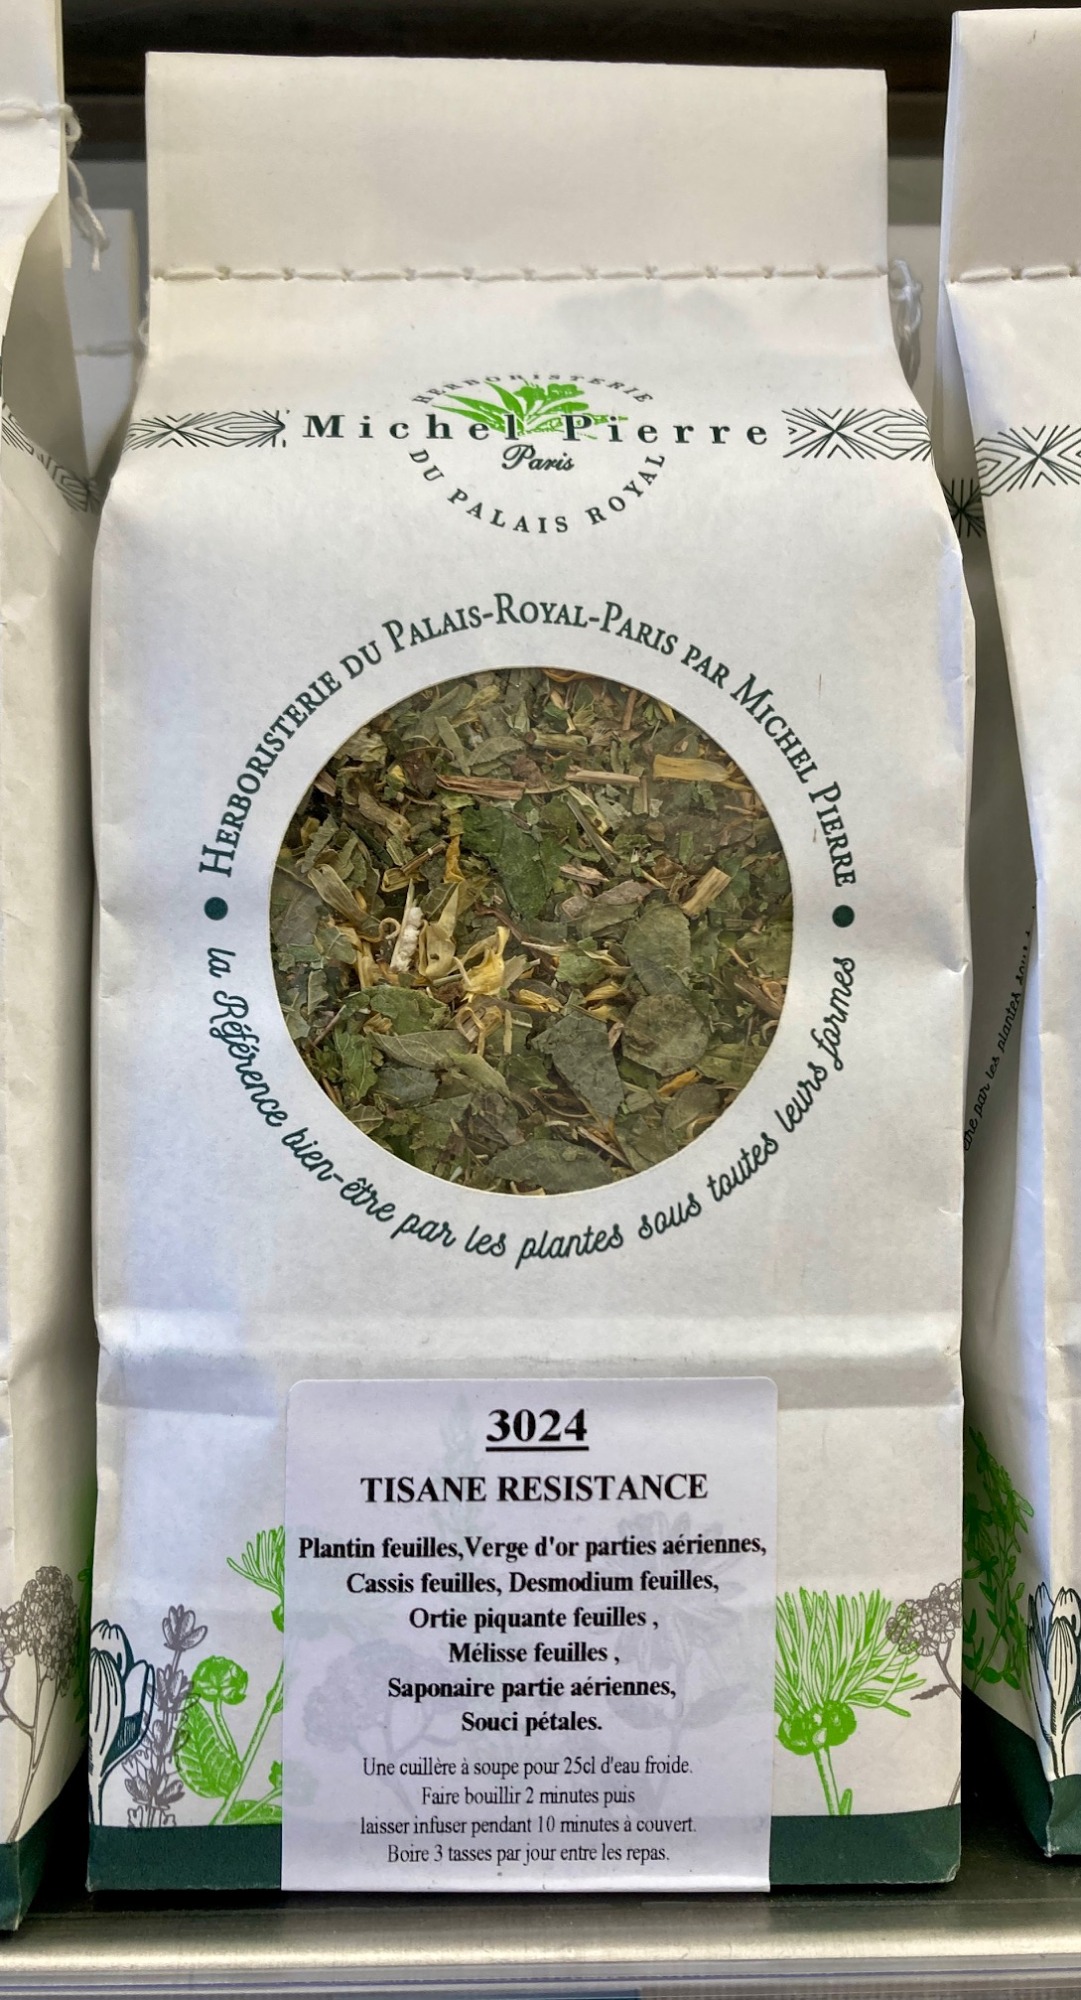 HERBORISTERIE
Michel Pierre
Paris
DU PALAIS ROYAL
HERBORISTERIE DU PALAIS-ROYAL-PARIS PAR MICHEL PIERRE
la Référence bien-être par les plantes sous toutes leurs formes
3024
TISANE RESISTANCE
Plantin feuilles,Verge d'or parties aériennes,
Cassis feuilles, Desmodium feuilles,
Ortie piquante feuilles ,
Mélisse feuilles ,
Saponaire partie aériennes,
Souci pétales.
Une cuillère à soupe pour 25cl d'eau froide.
Faire bouillir 2 minutes puis
laisser infuser pendant 10 minutes à couvert.
Boire 3 tasses par jour entre les repas.
par les plantes